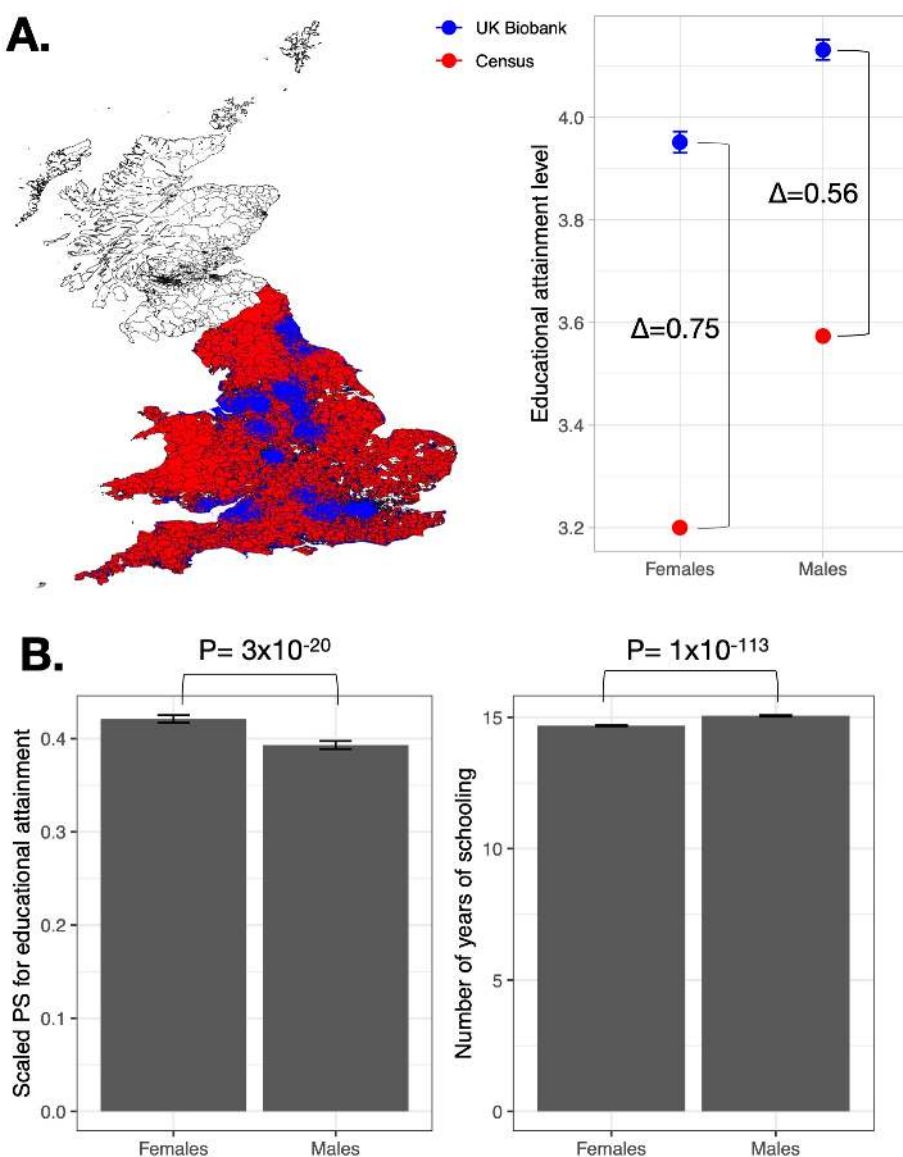 A.
UK Biobank
Census
Educational attainment level
4.0
3.8
3.6
3.4
3.2
Δ=0.75
Δ=0.56
Females
Males
B.
P= 3x10⁻²⁰
Scaled PS for educational attainment
0.4
0.3
0.2
0.1
0.0
Females
Males
P= 1x10⁻¹¹³
Number of years of schooling
15
10
5
0
Females
Males